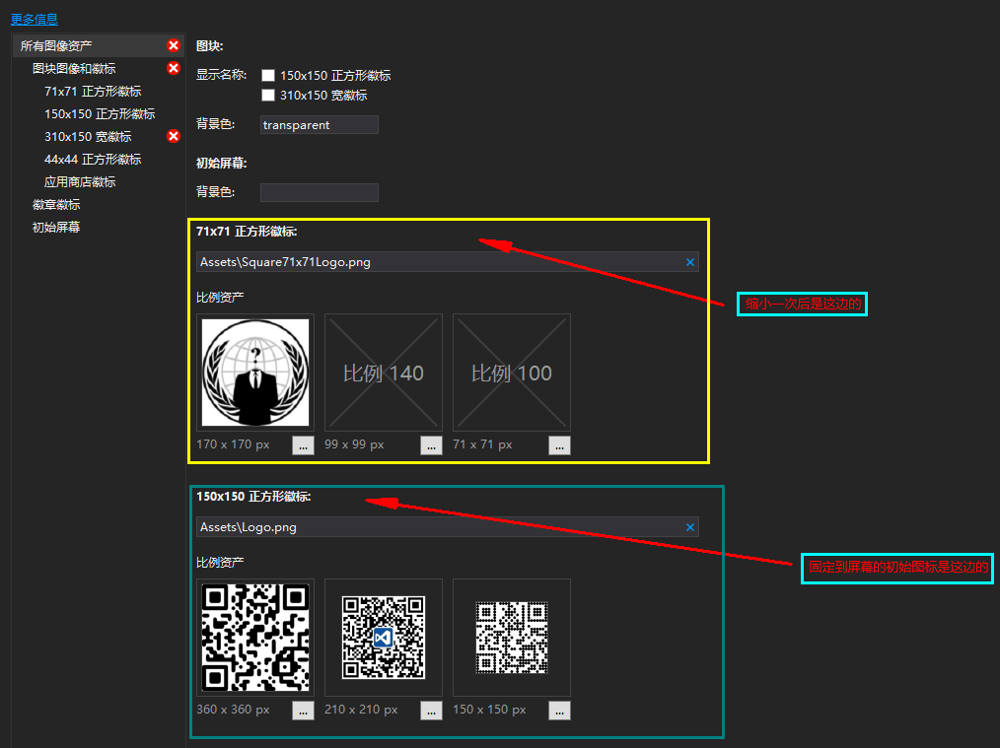 更多信息
所有图像资产
图块图像和徽标
71x71 正方形徽标
150x150 正方形徽标
310x150 宽徽标
44x44 正方形徽标
应用商店徽标
徽章徽标
初始屏幕
图块:
显示名称:
150x150 正方形徽标
310x150 宽徽标
背景色:
transparent
初始屏幕:
背景色:
71x71 正方形徽标:
Assets\Square71x71Logo.png
比例资产
?
比例 140
比例 100
170 x 170 px
...
99 x 99 px
...
71 x 71 px
...
缩小一次后是这边的
150x150 正方形徽标:
Assets\Logo.png
比例资产
360 x 360 px
...
210 x 210 px
...
150 x 150 px
...
固定到屏幕的初始图标是这边的